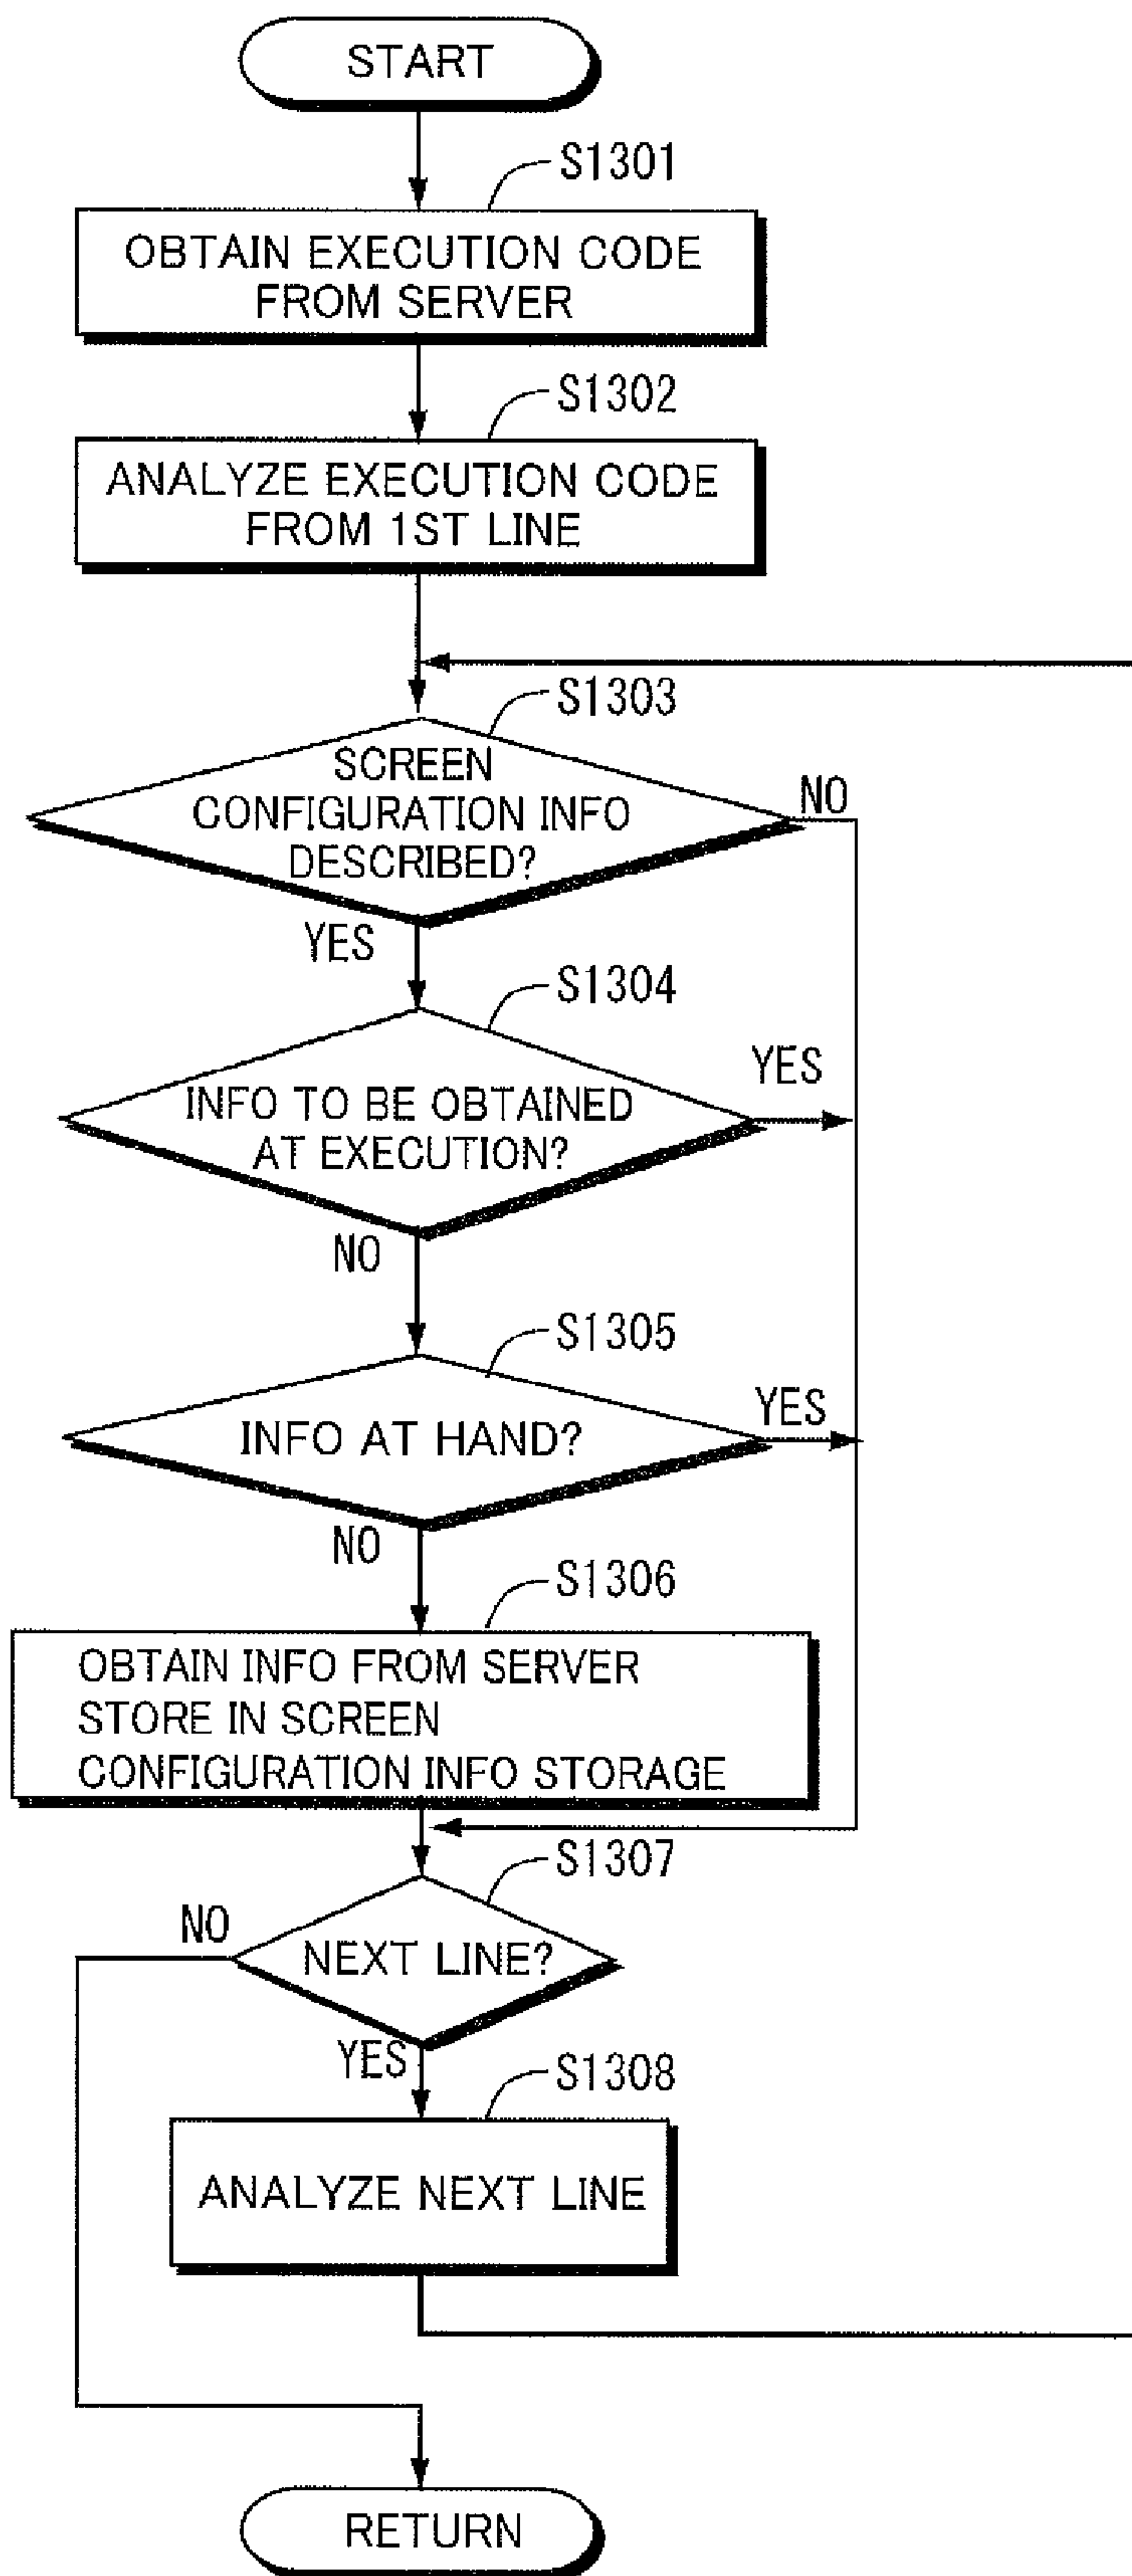 START
S1301
OBTAIN EXECUTION CODE
FROM SERVER
S1302
ANALYZE EXECUTION CODE
FROM 1ST LINE
S1303
SCREEN
CONFIGURATION INFO
DESCRIBED?
NO
YES
S1304
INFO TO BE OBTAINED
AT EXECUTION?
YES
NO
S1305
INFO AT HAND?
YES
NO
S1306
OBTAIN INFO FROM SERVER
STORE IN SCREEN
CONFIGURATION INFO STORAGE
S1307
NEXT LINE?
NO
YES
S1308
ANALYZE NEXT LINE
RETURN